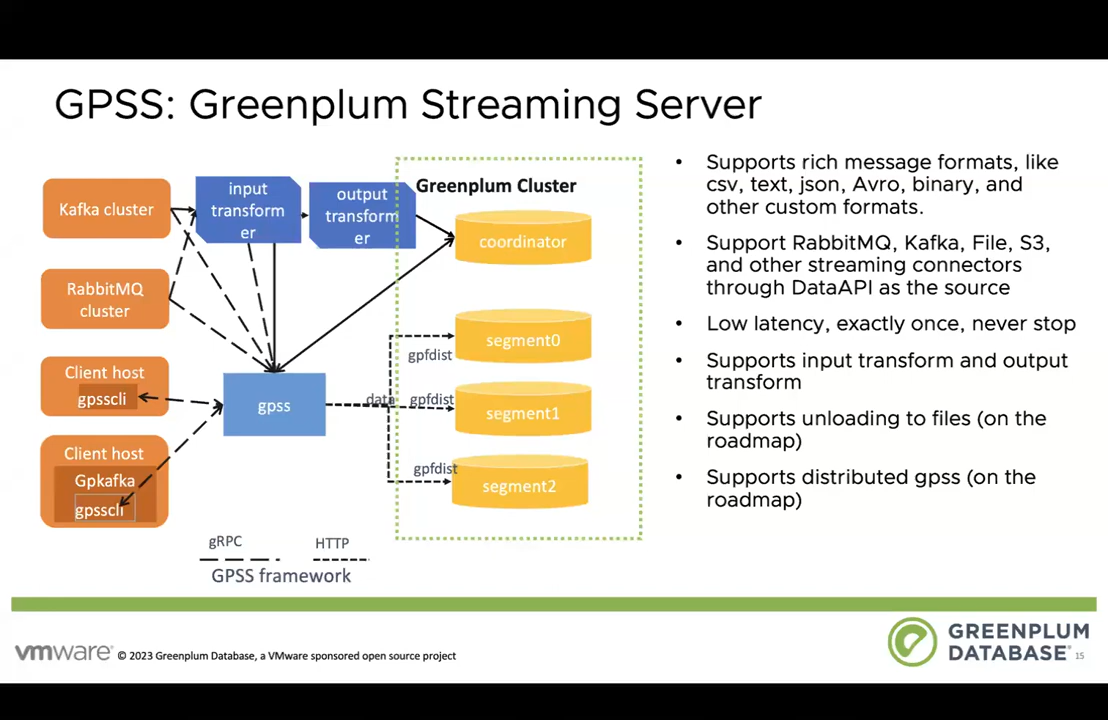 GPSS: Greenplum Streaming Server
Kafka cluster
RabbitMQ
cluster
Client host
gpsscli
Client host
Gpkafka
gpsscli
input
transform
er
output
transform
er
gpss
data
gpfdist
gpfdist
gpfdist
Greenplum Cluster
coordinator
segment0
segment1
segment2
gRPC
HTTP
GPSS framework
• Supports rich message formats, like
csv, text, json, Avro, binary, and
other custom formats.
• Support RabbitMQ, Kafka, File, S3,
and other streaming connectors
through DataAPI as the source
• Low latency, exactly once, never stop
• Supports input transform and output
transform
• Supports unloading to files (on the
roadmap)
• Supports distributed gpss (on the
roadmap)
vmware® © 2023 Greenplum Database, a VMware sponsored open source project
GREENPLUM
DATABASE®
15